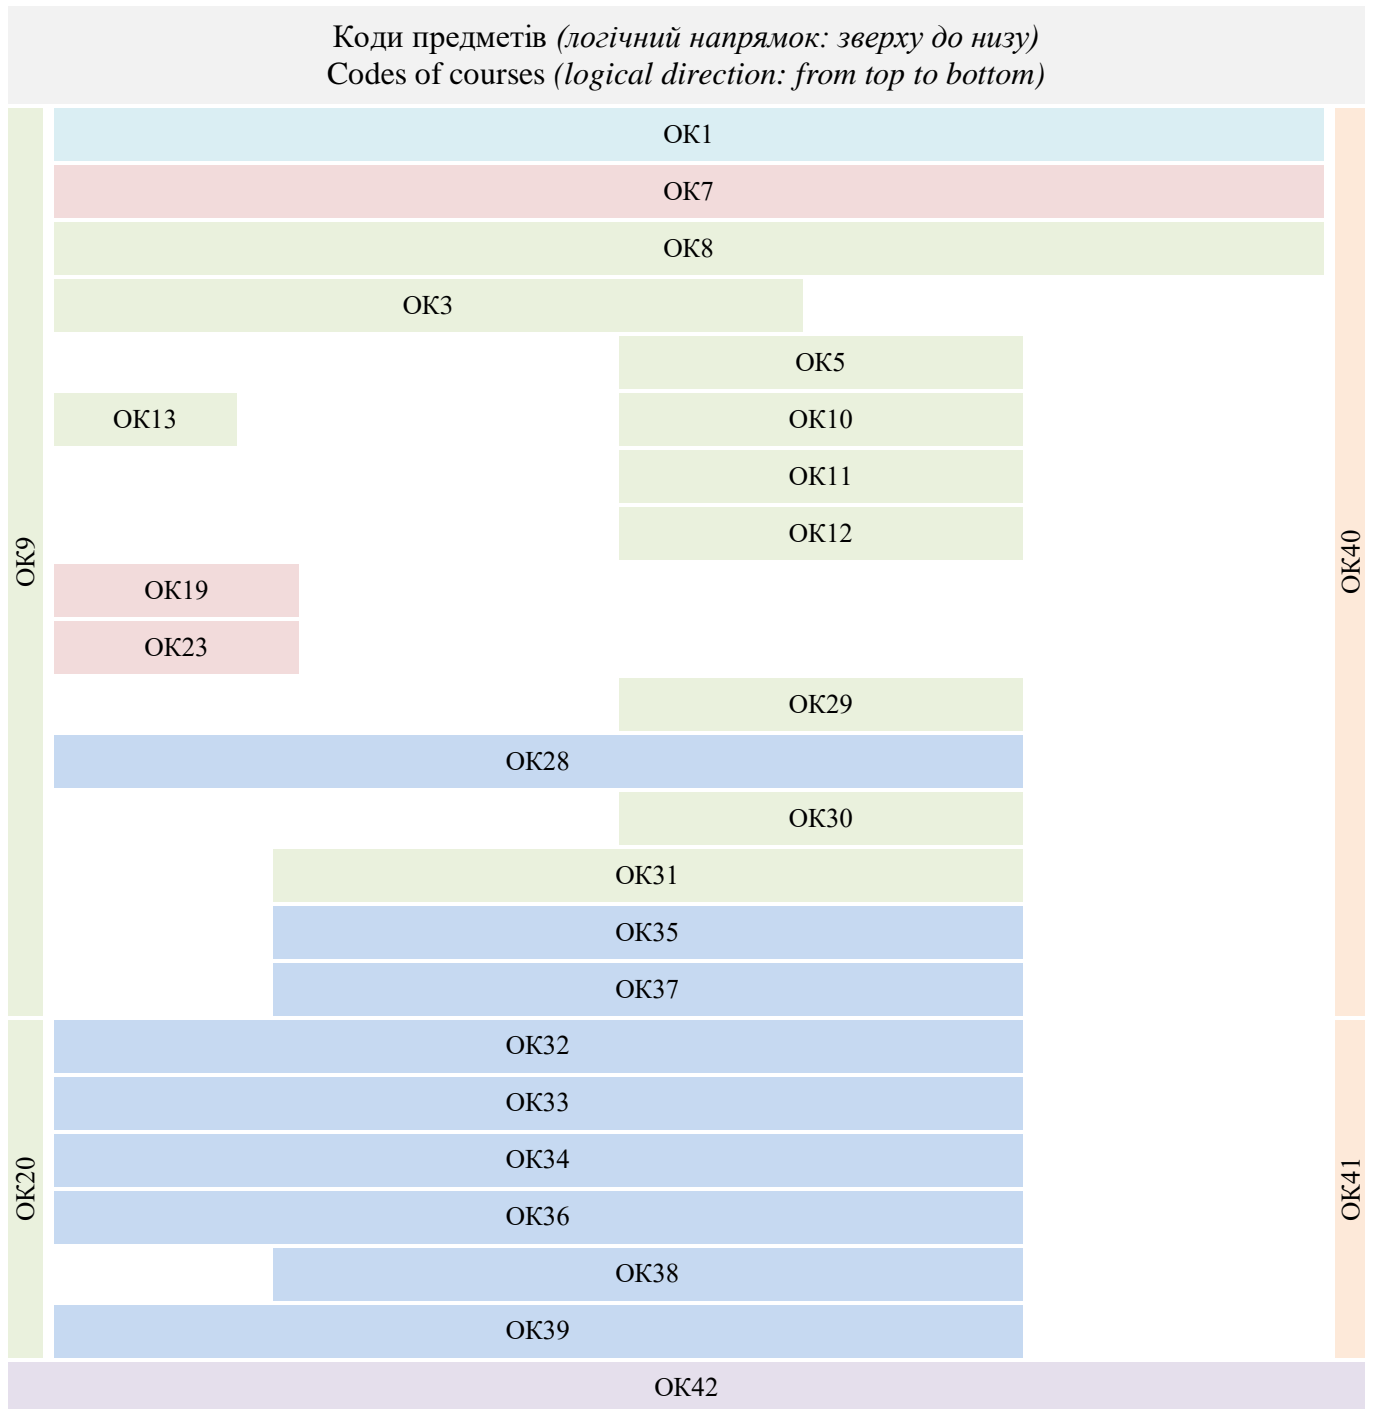 Коди предметів (логічний напрямок: зверху до низу)
Codes of courses (logical direction: from top to bottom)
ОК1
ОК7
ОК8
ОК3
ОК5
ОК13
ОК10
ОК11
ОК12
ОК9
ОК40
ОК19
ОК23
ОК29
ОК28
ОК30
ОК31
ОК35
ОК37
ОК32
ОК33
ОК34
ОК20
ОК41
ОК36
ОК38
ОК39
ОК42